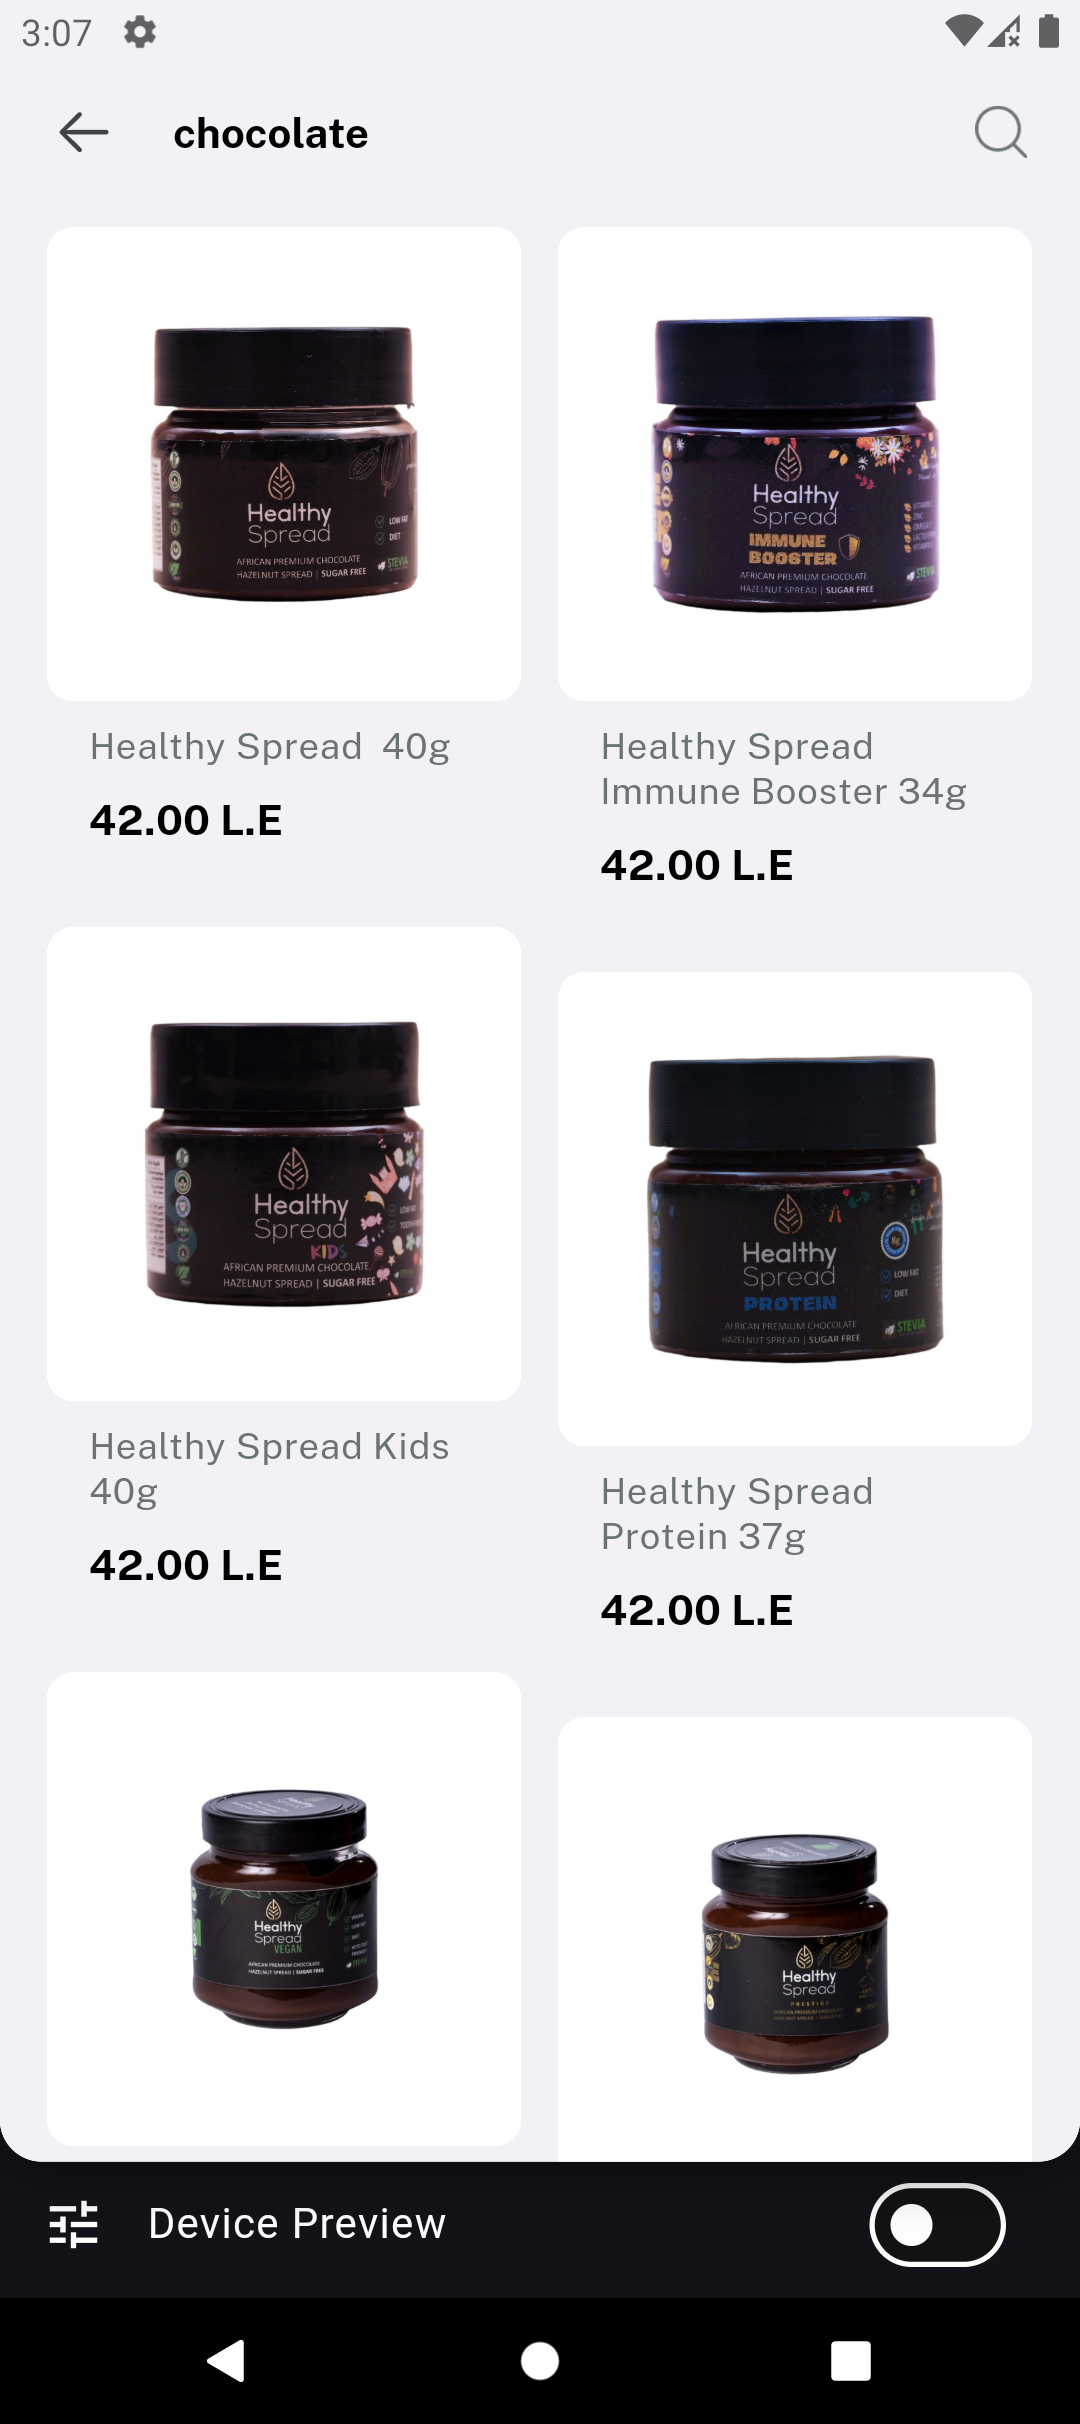 3:07
chocolate
Healthy
Spread
LOW FAT
DIET
STEVIA
AFRICAN PREMIUM CHOCOLATE
HAZELNUT SPREAD | SUGAR FREE
Healthy
Spread
IMMUNE
BOOSTER
AFRICAN PREMIUM CHOCOLATE
HAZELNUT SPREAD | SUGAR FREE
Healthy Spread 40g
42.00 L.E
Healthy Spread
Immune Booster 34g
42.00 L.E
Healthy
Spread
KIDS
LOW FAT
AFRICAN PREMIUM CHOCOLATE
HAZELNUT SPREAD | SUGAR FREE
Healthy
Spread
PROTEIN
8g
LOW FAT
DIET
STEVIA
AFRICAN PREMIUM CHOCOLATE
HAZELNUT SPREAD | SUGAR FREE
Healthy Spread Kids
40g
42.00 L.E
Healthy Spread
Protein 37g
42.00 L.E
Healthy
Spread
VEGAN
AFRICAN PREMIUM CHOCOLATE
HAZELNUT SPREAD | SUGAR FREE
Healthy
Spread
PRESTIGE
Device Preview